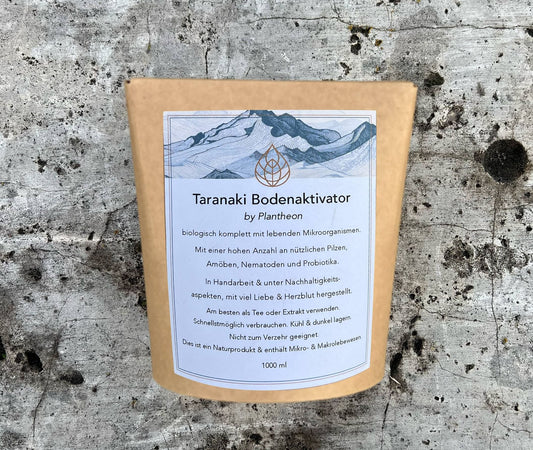 Taranaki Bodenaktivator
by Plantheon
biologisch komplett mit lebenden Mikroorganismen.
Mit einer hohen Anzahl an nützlichen Pilzen,
Amöben, Nematoden und Probiotika.
In Handarbeit & unter Nachhaltigkeits-
aspekten, mit viel Liebe & Herzblut hergestellt.
Am besten als Tee oder Extrakt verwenden.
Schnellstmöglich verbrauchen. Kühl & dunkel lagern.
Nicht zum Verzehr geeignet.
Dies ist ein Naturprodukt & enthält Mikro- & Makrolebewesen.
1000 ml